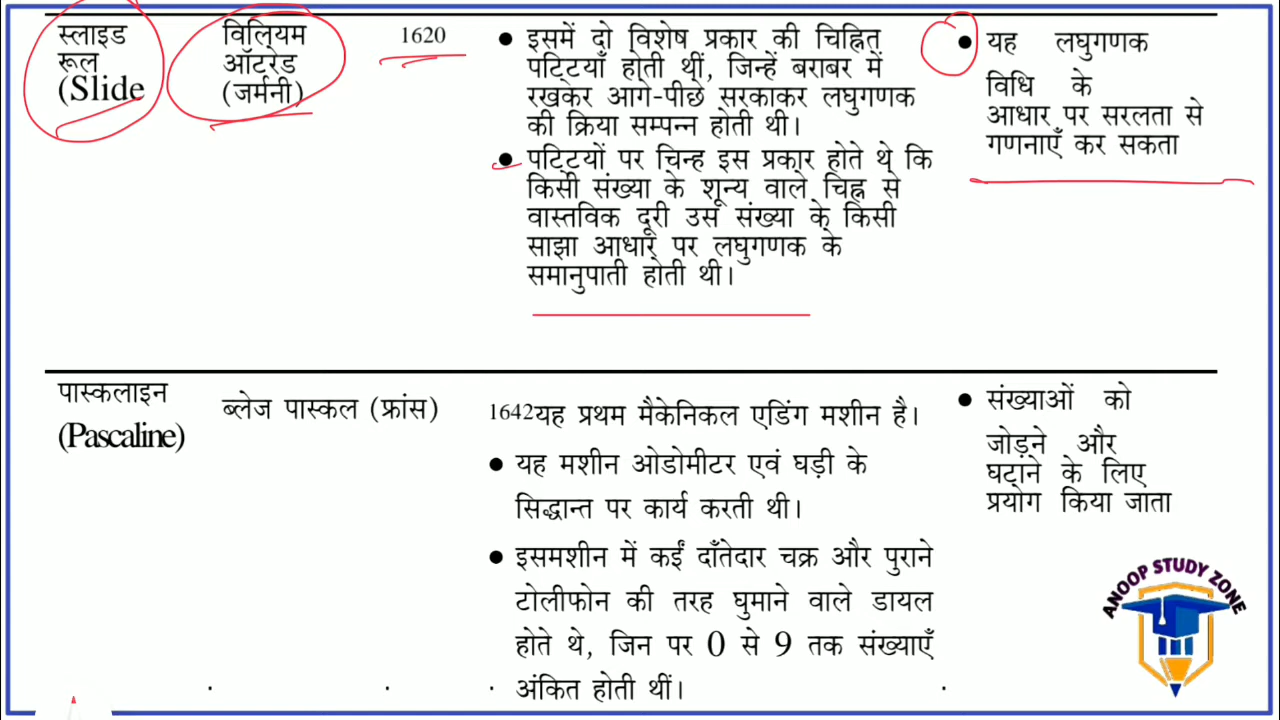 स्लाइड
रूल
(Slide
विलियम
ऑटरेड
(जर्मनी)
1620
● इसमें दो विशेष प्रकार की चिह्नित
पट्टियाँ होती थीं, जिन्हें बराबर में
रखकर आगे-पीछे सरकाकर लघुगणक
की क्रिया सम्पन्न होती थी।
● पट्टियों पर चिन्ह इस प्रकार होते थे कि
किसी संख्या के शून्य वाले चिह्न से
वास्तविक दूरी उस संख्या के किसी
साझा आधार पर लघुगणक के
समानुपाती होती थी।
● यह लघुगणक
विधि के
आधार पर सरलता से
गणनाएँ कर सकता
पास्कलाइन
(Pascaline)
ब्लेज पास्कल (फ्रांस)
1642यह प्रथम मैकेनिकल एडिंग मशीन है।
● यह मशीन ओडोमीटर एवं घड़ी के
सिद्धान्त पर कार्य करती थी।
● इसमशीन में कईं दाँतेदार चक्र और पुराने
टोलीफोन की तरह घुमाने वाले डायल
होते थे, जिन पर 0 से 9 तक संख्याएँ
अंकित होती थीं।
● संख्याओं को
जोड़ने और
घटाने के लिए
प्रयोग किया जाता
ANOOP STUDY ZONE